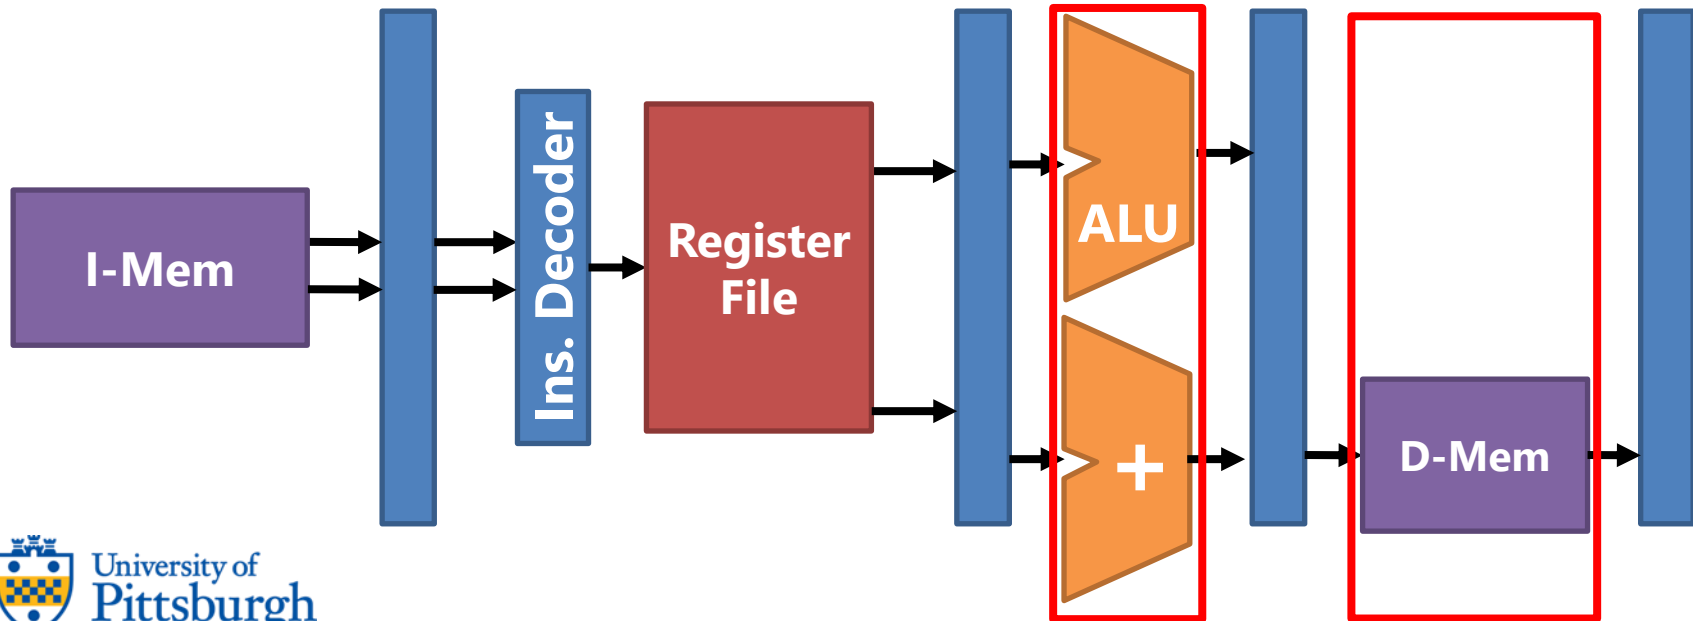 I-Mem
Ins. Decoder
Register
File
ALU
+
D-Mem
University of
Pittsburgh